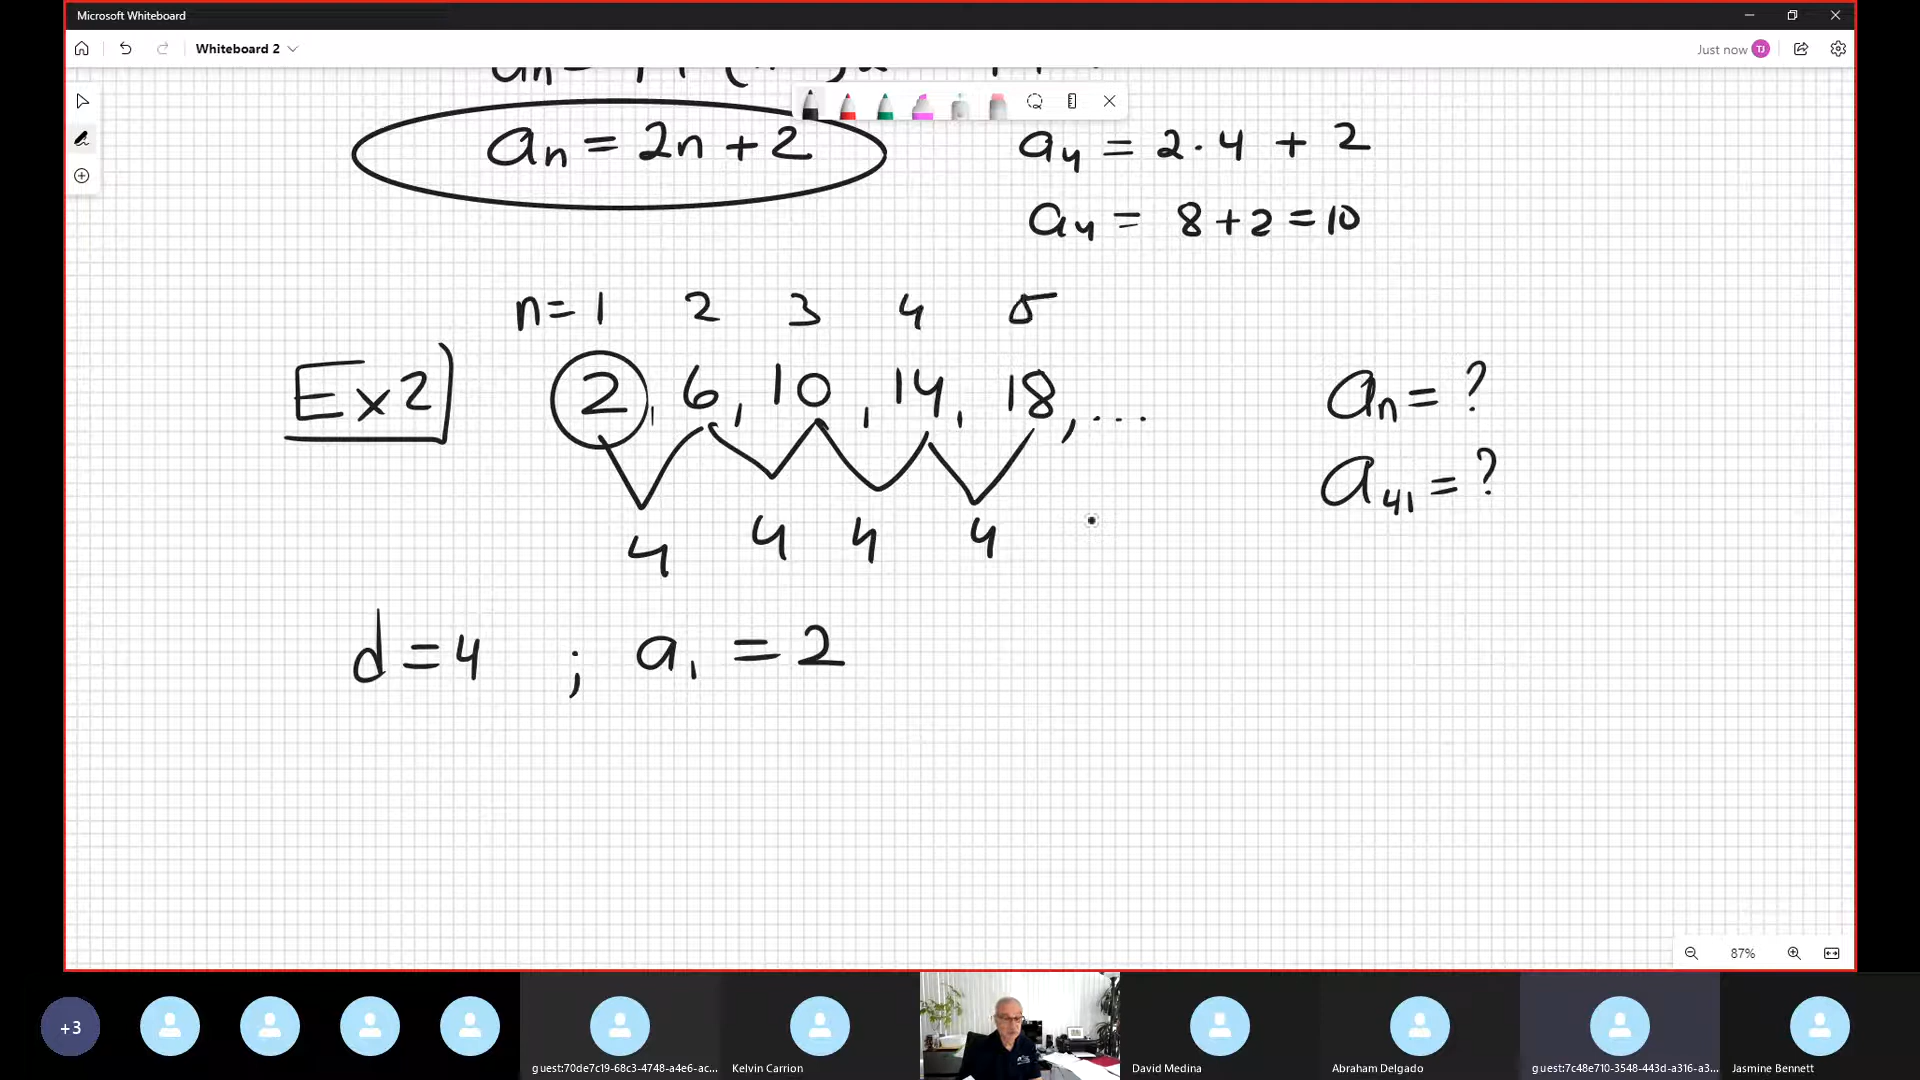 Microsoft Whiteboard
Whiteboard 2
Just now TJ
an = 2n + 2
a4 = 2 · 4 + 2
a4 = 8 + 2 = 10
n = 1 2 3 4 5
Ex2 2, 6, 10, 14, 18, ... an = ?
a41 = ?
4 4 4 4
d = 4 ; a1 = 2
87%
+3
guest:70de7c19-68c3-4748-a4e6-ac...
Kelvin Carrion
David Medina
Abraham Delgado
guest:7c48e710-3548-443d-a316-a3...
Jasmine Bennett